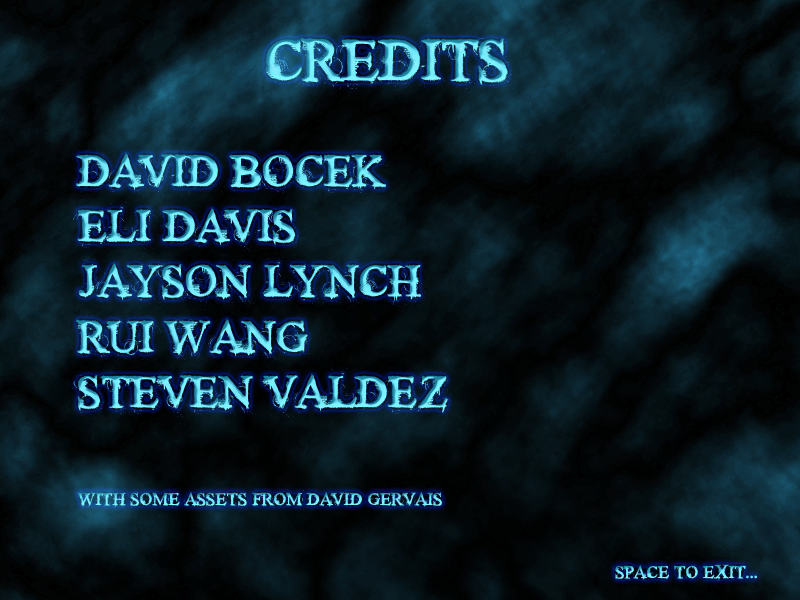 CREDITS
DAVID BOCEK
ELI DAVIS
JAYSON LYNCH
RUI WANG
STEVEN VALDEZ
WITH SOME ASSETS FROM DAVID GERVAIS
SPACE TO EXIT...